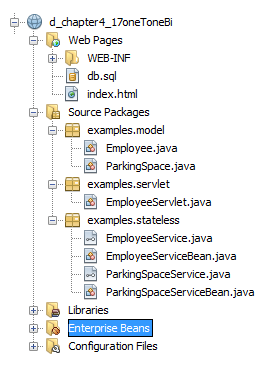 d_chapter4_17oneToneBi
Web Pages
WEB-INF
db.sql
index.html
Source Packages
examples.model
Employee.java
ParkingSpace.java
examples.servlet
EmployeeServlet.java
examples.stateless
EmployeeService.java
EmployeeServiceBean.java
ParkingSpaceService.java
ParkingSpaceServiceBean.java
Libraries
Enterprise Beans
Configuration Files